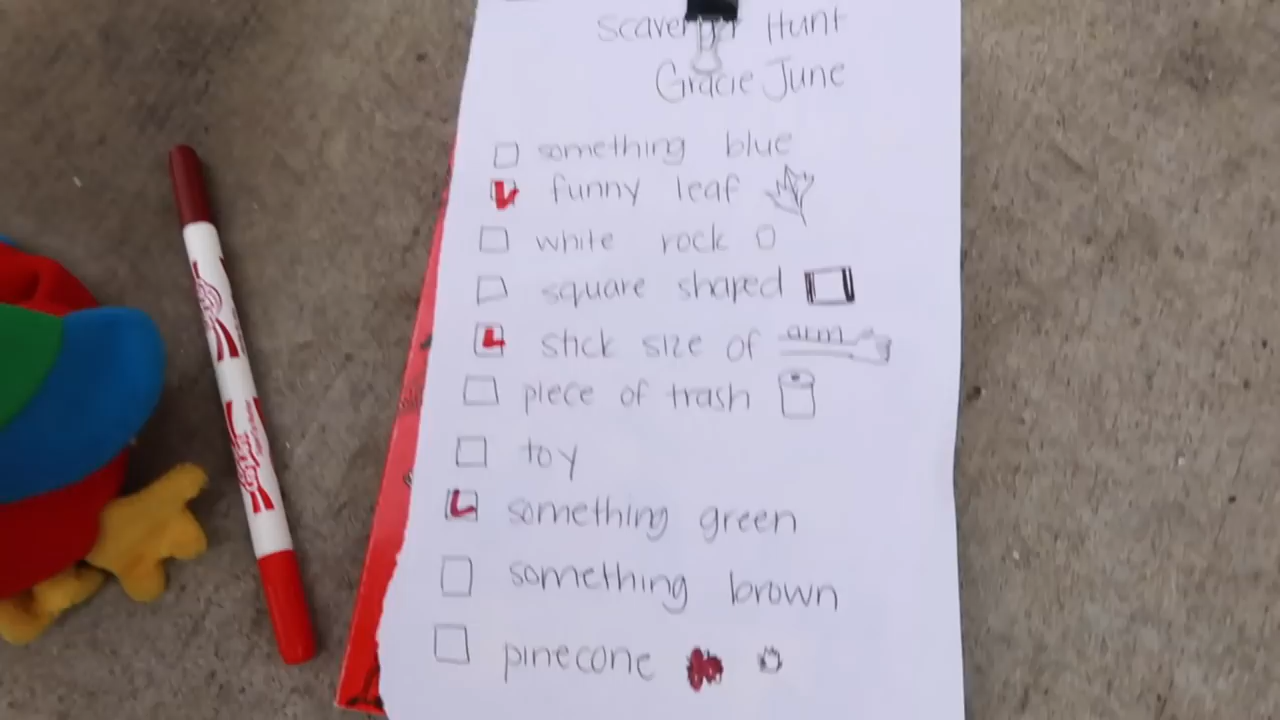 Scavenger Hunt
Gracie June
something blue
funny leaf
white rock
square shaped
stick size of arm
piece of trash
toy
something green
something brown
pinecone